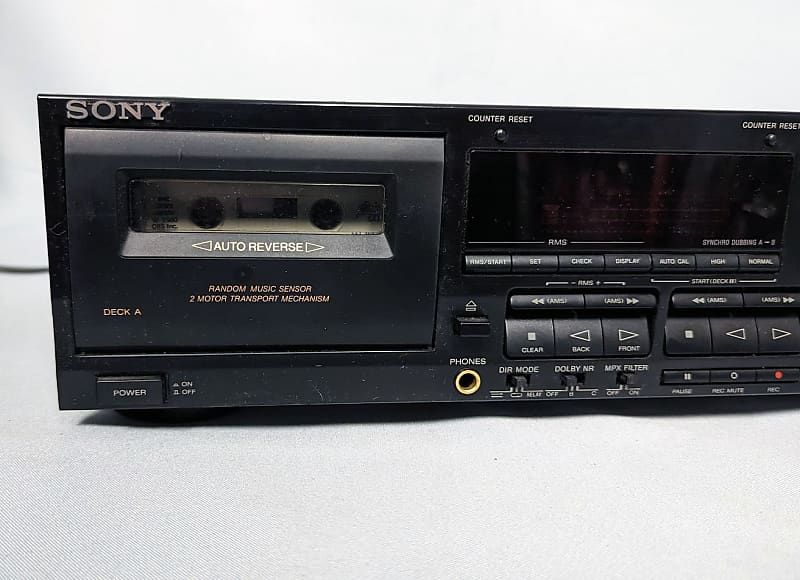 SONY
COUNTER RESET
COUNTER RESET
CBS Inc.
◁ AUTO REVERSE ▷
RMS
SYNCHRO DUBBING A → B
RMS/START SET CHECK DISPLAY AUTO CAL HIGH NORMAL
RANDOM MUSIC SENSOR
2 MOTOR TRANSPORT MECHANISM
DECK A
– RMS +
START (DECK B)
◀◀ (AMS) (AMS) ▶▶ ◀◀ (AMS) (AMS) ▶▶
CLEAR BACK FRONT
PHONES
DIR MODE DOLBY NR MPX FILTER
RELAY OFF B C OFF ON
PAUSE REC MUTE REC
POWER
ON
OFF